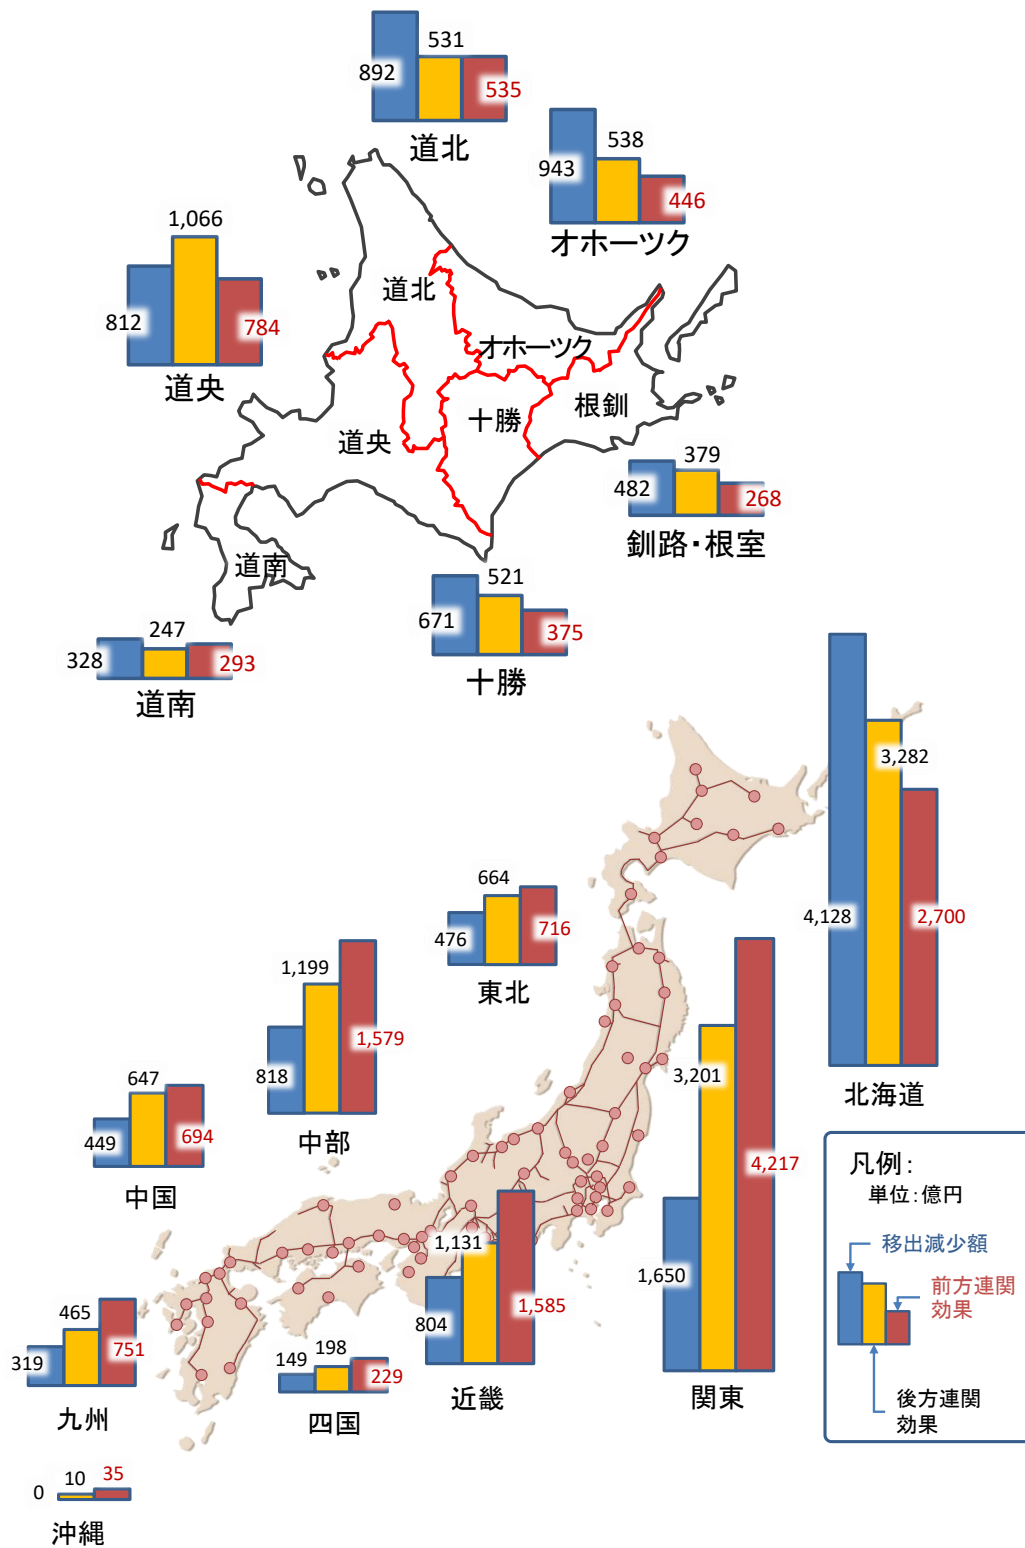 531
892
535
道北
538
943
446
オホーツク
1,066
812
784
道央
道北
オホーツク
十勝
根釧
道央
道南
379
482
268
釧路・根室
521
671
375
十勝
247
328
293
道南
3,282
4,128
2,700
北海道
664
476
716
東北
1,199
818
1,579
中部
3,201
1,650
4,217
関東
647
449
694
中国
1,131
804
1,585
近畿
465
319
751
九州
198
149
229
四国
0
10
35
沖縄
凡例：
単位：億円
移出減少額
前方連関
効果
後方連関
効果